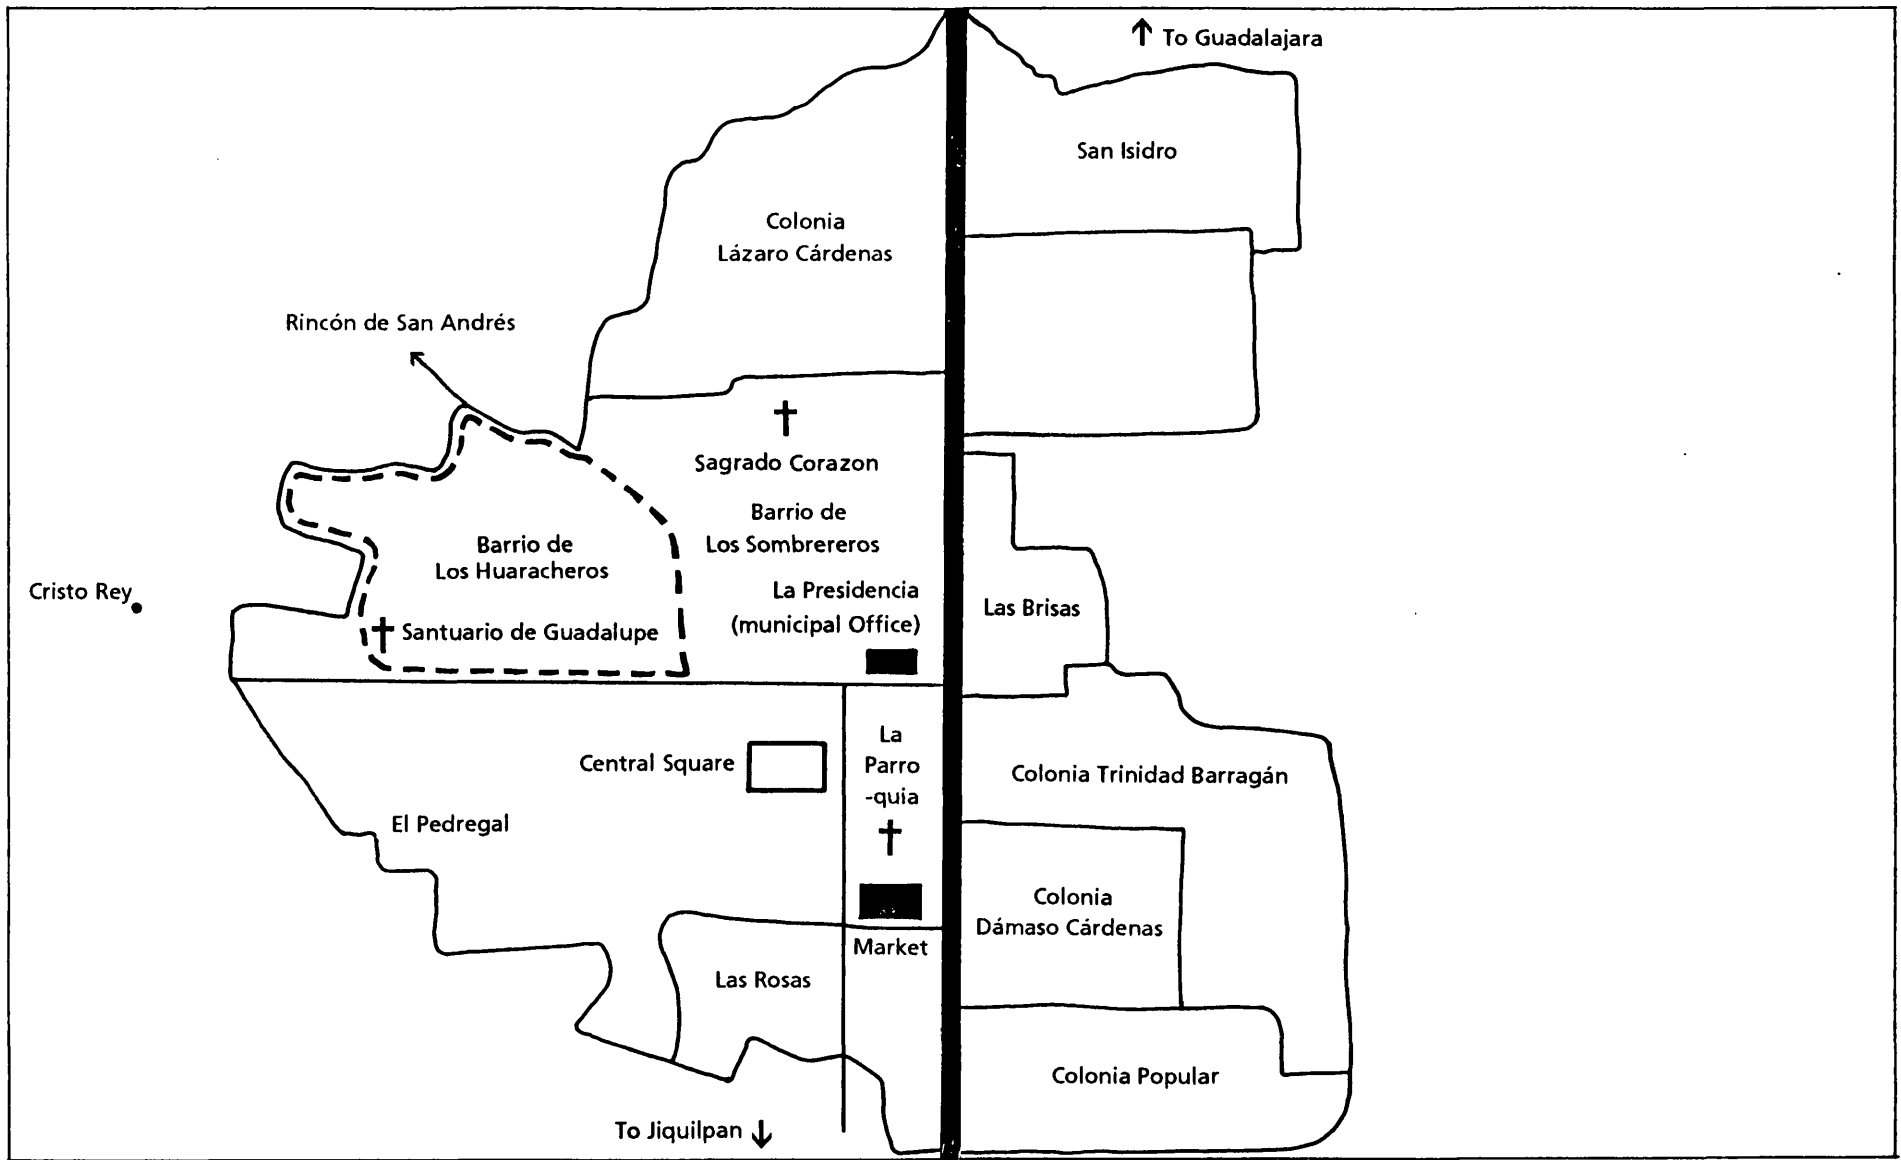 To Guadalajara
San Isidro
Colonia
Lázaro Cárdenas
Rincón de San Andrés
Sagrado Corazon
Barrio de
Los Sombrereros
Barrio de
Los Huaracheros
La Presidencia
(municipal Office)
Cristo Rey
Santuario de Guadalupe
Las Brisas
La
Parro
-quia
Central Square
Colonia Trinidad Barragán
El Pedregal
Colonia
Dámaso Cárdenas
Market
Las Rosas
Colonia Popular
To Jiquilpan